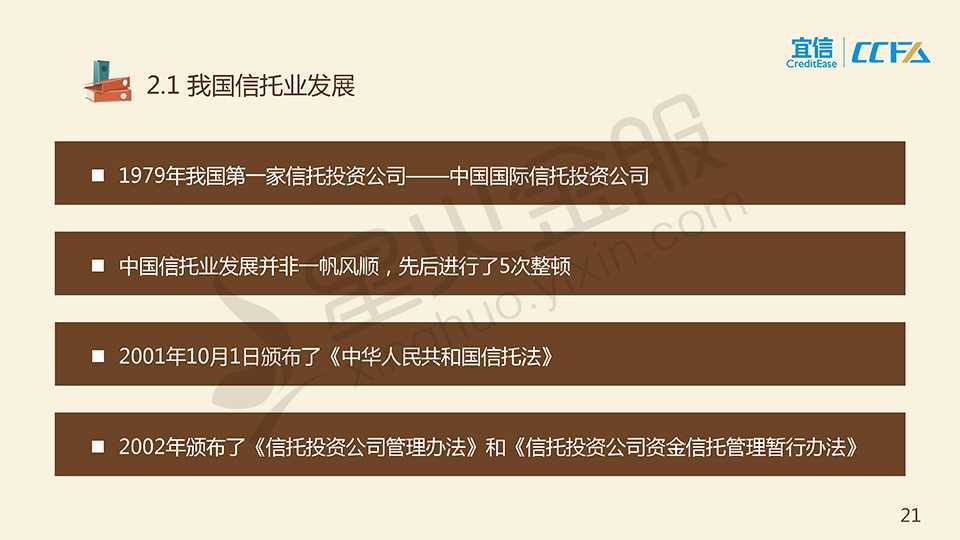 宜信
CreditEase
CCFA
2.1 我国信托业发展
1979年我国第一家信托投资公司——中国国际信托投资公司
中国信托业发展并非一帆风顺，先后进行了5次整顿
2001年10月1日颁布了《中华人民共和国信托法》
2002年颁布了《信托投资公司管理办法》和《信托投资公司资金信托管理暂行办法》
星火金服
xinghuo.yixin.com
21